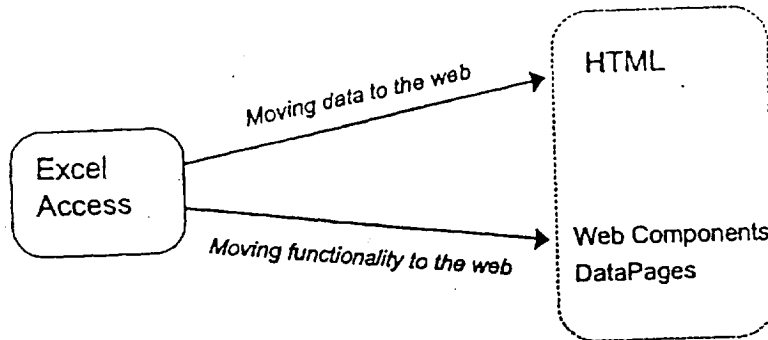 HTML
Moving data to the web
Excel
Access
Web Components
DataPages
Moving functionality to the web